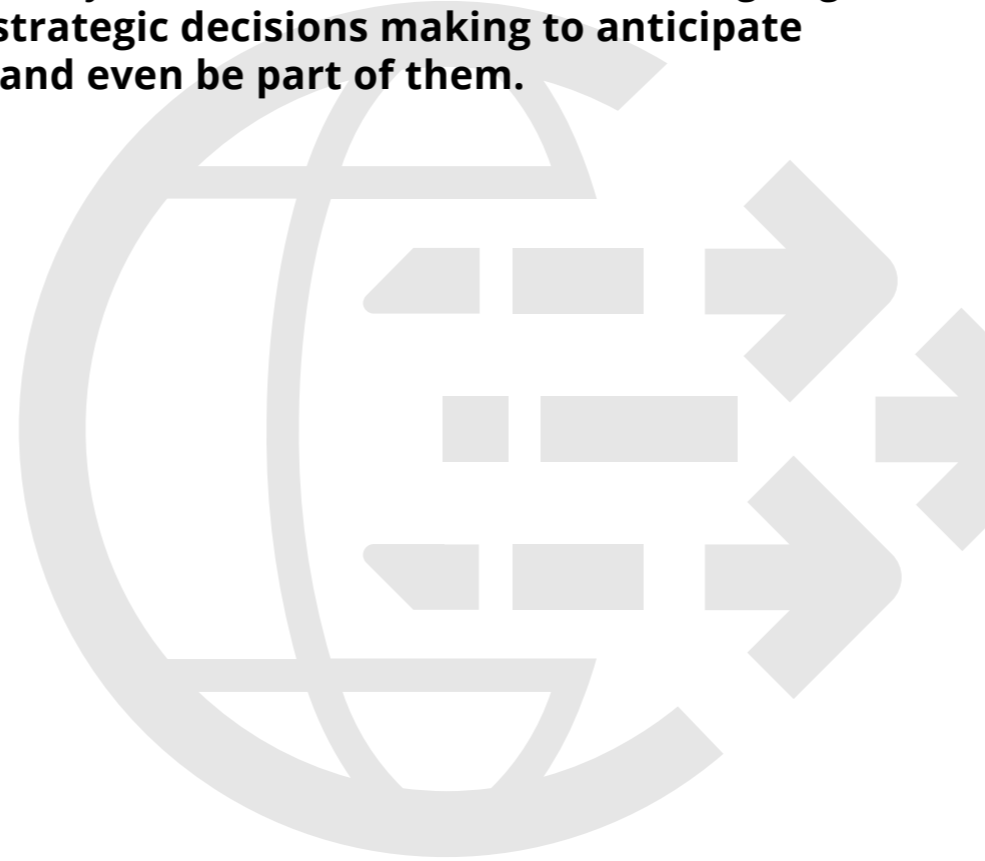 strategic decisions making to anticipate
and even be part of them.